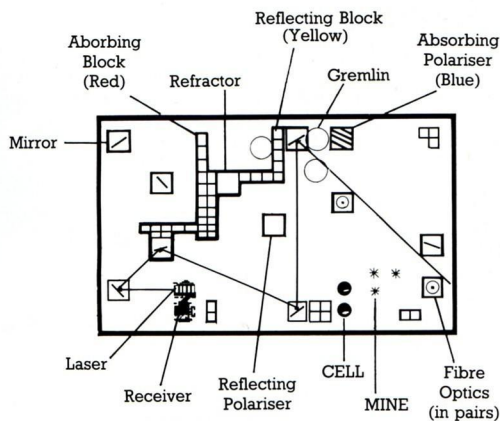 Reflecting Block
(Yellow)
Aborbing
Block
(Red)
Refractor
Gremlin
Absorbing
Polariser
(Blue)
Mirror
Laser
Receiver
Reflecting
Polariser
CELL
MINE
Fibre
Optics
(in pairs)